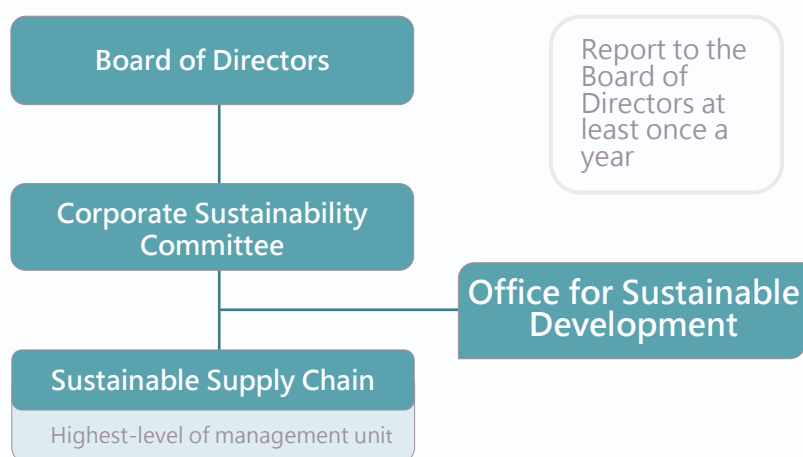 Board of Directors
Report to the
Board of
Directors at
least once a
year
Corporate Sustainability
Committee
Office for Sustainable
Development
Sustainable Supply Chain
Highest-level of management unit